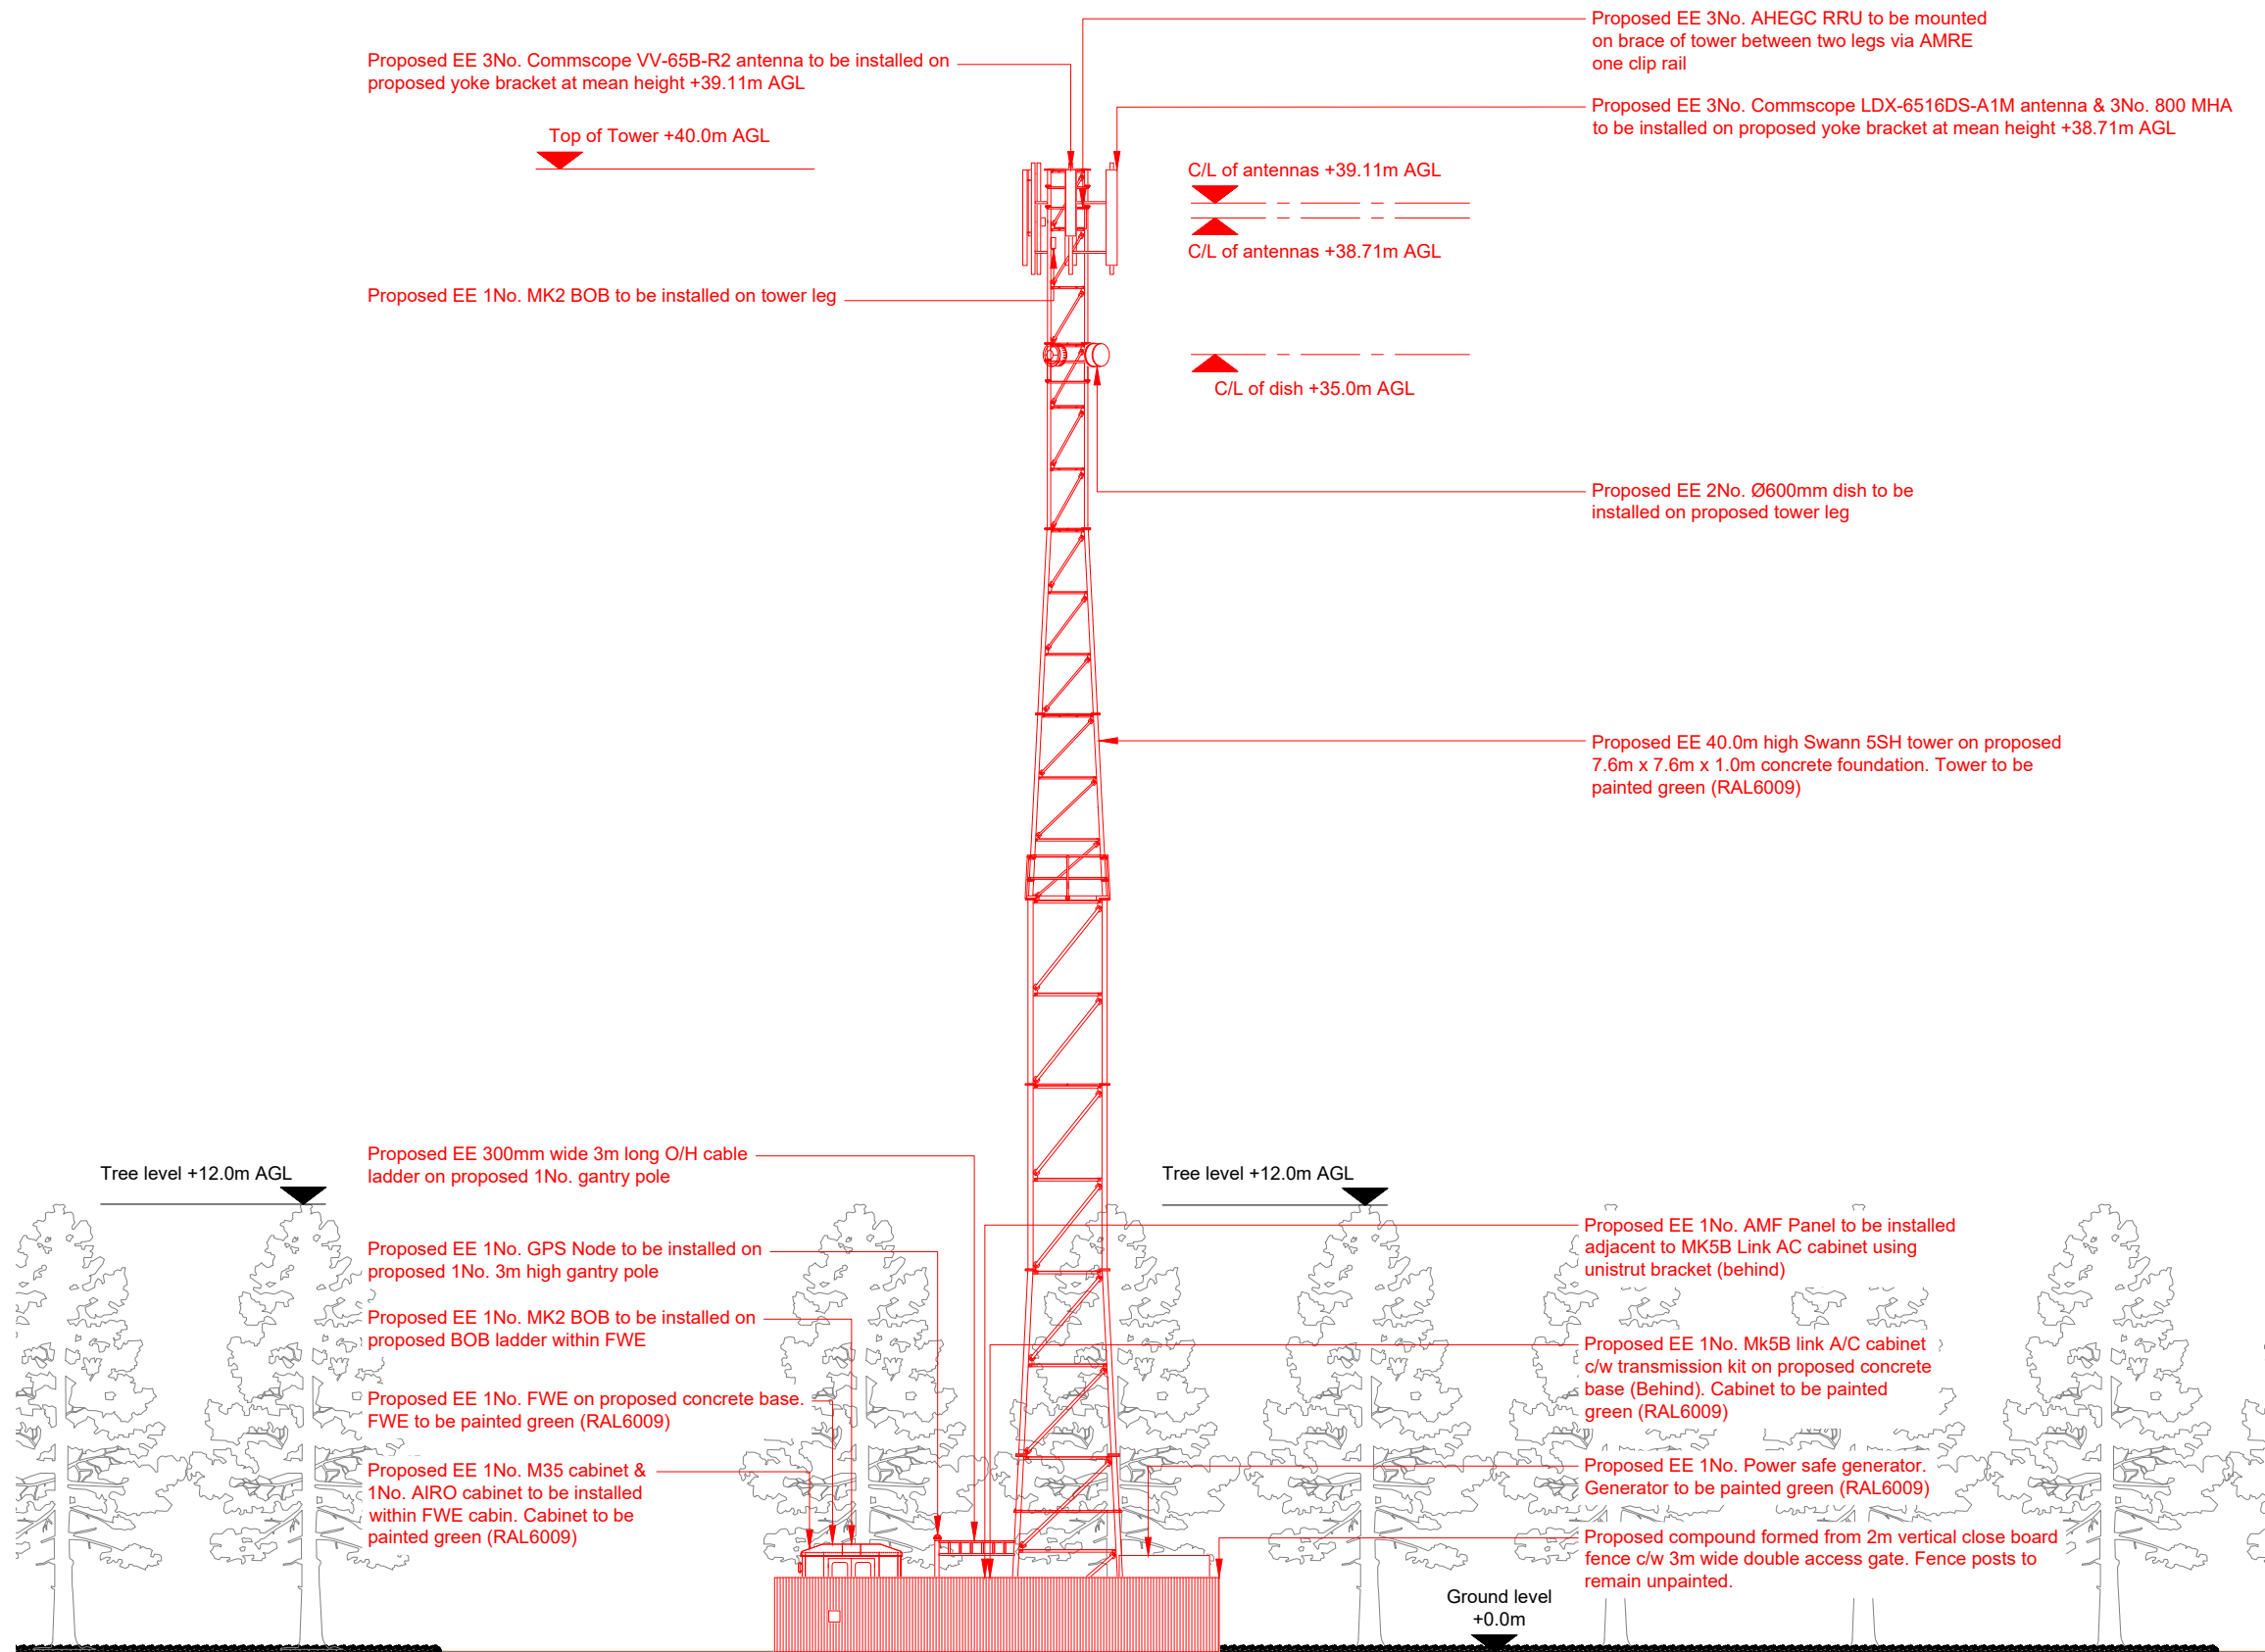 Proposed EE 3No. AHEGC RRU to be mounted
on brace of tower between two legs via AMRE
one clip rail
Proposed EE 3No. Commscope VV-65B-R2 antenna to be installed on
proposed yoke bracket at mean height +39.11m AGL
Proposed EE 3No. Commscope LDX-6516DS-A1M antenna & 3No. 800 MHA
to be installed on proposed yoke bracket at mean height +38.71m AGL
Top of Tower +40.0m AGL
C/L of antennas +39.11m AGL
C/L of antennas +38.71m AGL
Proposed EE 1No. MK2 BOB to be installed on tower leg
C/L of dish +35.0m AGL
Proposed EE 2No. Ø600mm dish to be
installed on proposed tower leg
Proposed EE 40.0m high Swann 5SH tower on proposed
7.6m x 7.6m x 1.0m concrete foundation. Tower to be
painted green (RAL6009)
Proposed EE 300mm wide 3m long O/H cable
ladder on proposed 1No. gantry pole
Tree level +12.0m AGL
Tree level +12.0m AGL
Proposed EE 1No. AMF Panel to be installed
adjacent to MK5B Link AC cabinet using
unistrut bracket (behind)
Proposed EE 1No. GPS Node to be installed on
proposed 1No. 3m high gantry pole
Proposed EE 1No. MK2 BOB to be installed on
proposed BOB ladder within FWE
Proposed EE 1No. Mk5B link A/C cabinet
c/w transmission kit on proposed concrete
base (Behind). Cabinet to be painted
green (RAL6009)
Proposed EE 1No. FWE on proposed concrete base.
FWE to be painted green (RAL6009)
Proposed EE 1No. M35 cabinet &
1No. AIRO cabinet to be installed
within FWE cabin. Cabinet to be
painted green (RAL6009)
Proposed EE 1No. Power safe generator.
Generator to be painted green (RAL6009)
Proposed compound formed from 2m vertical close board
fence c/w 3m wide double access gate. Fence posts to
remain unpainted.
Ground level
+0.0m